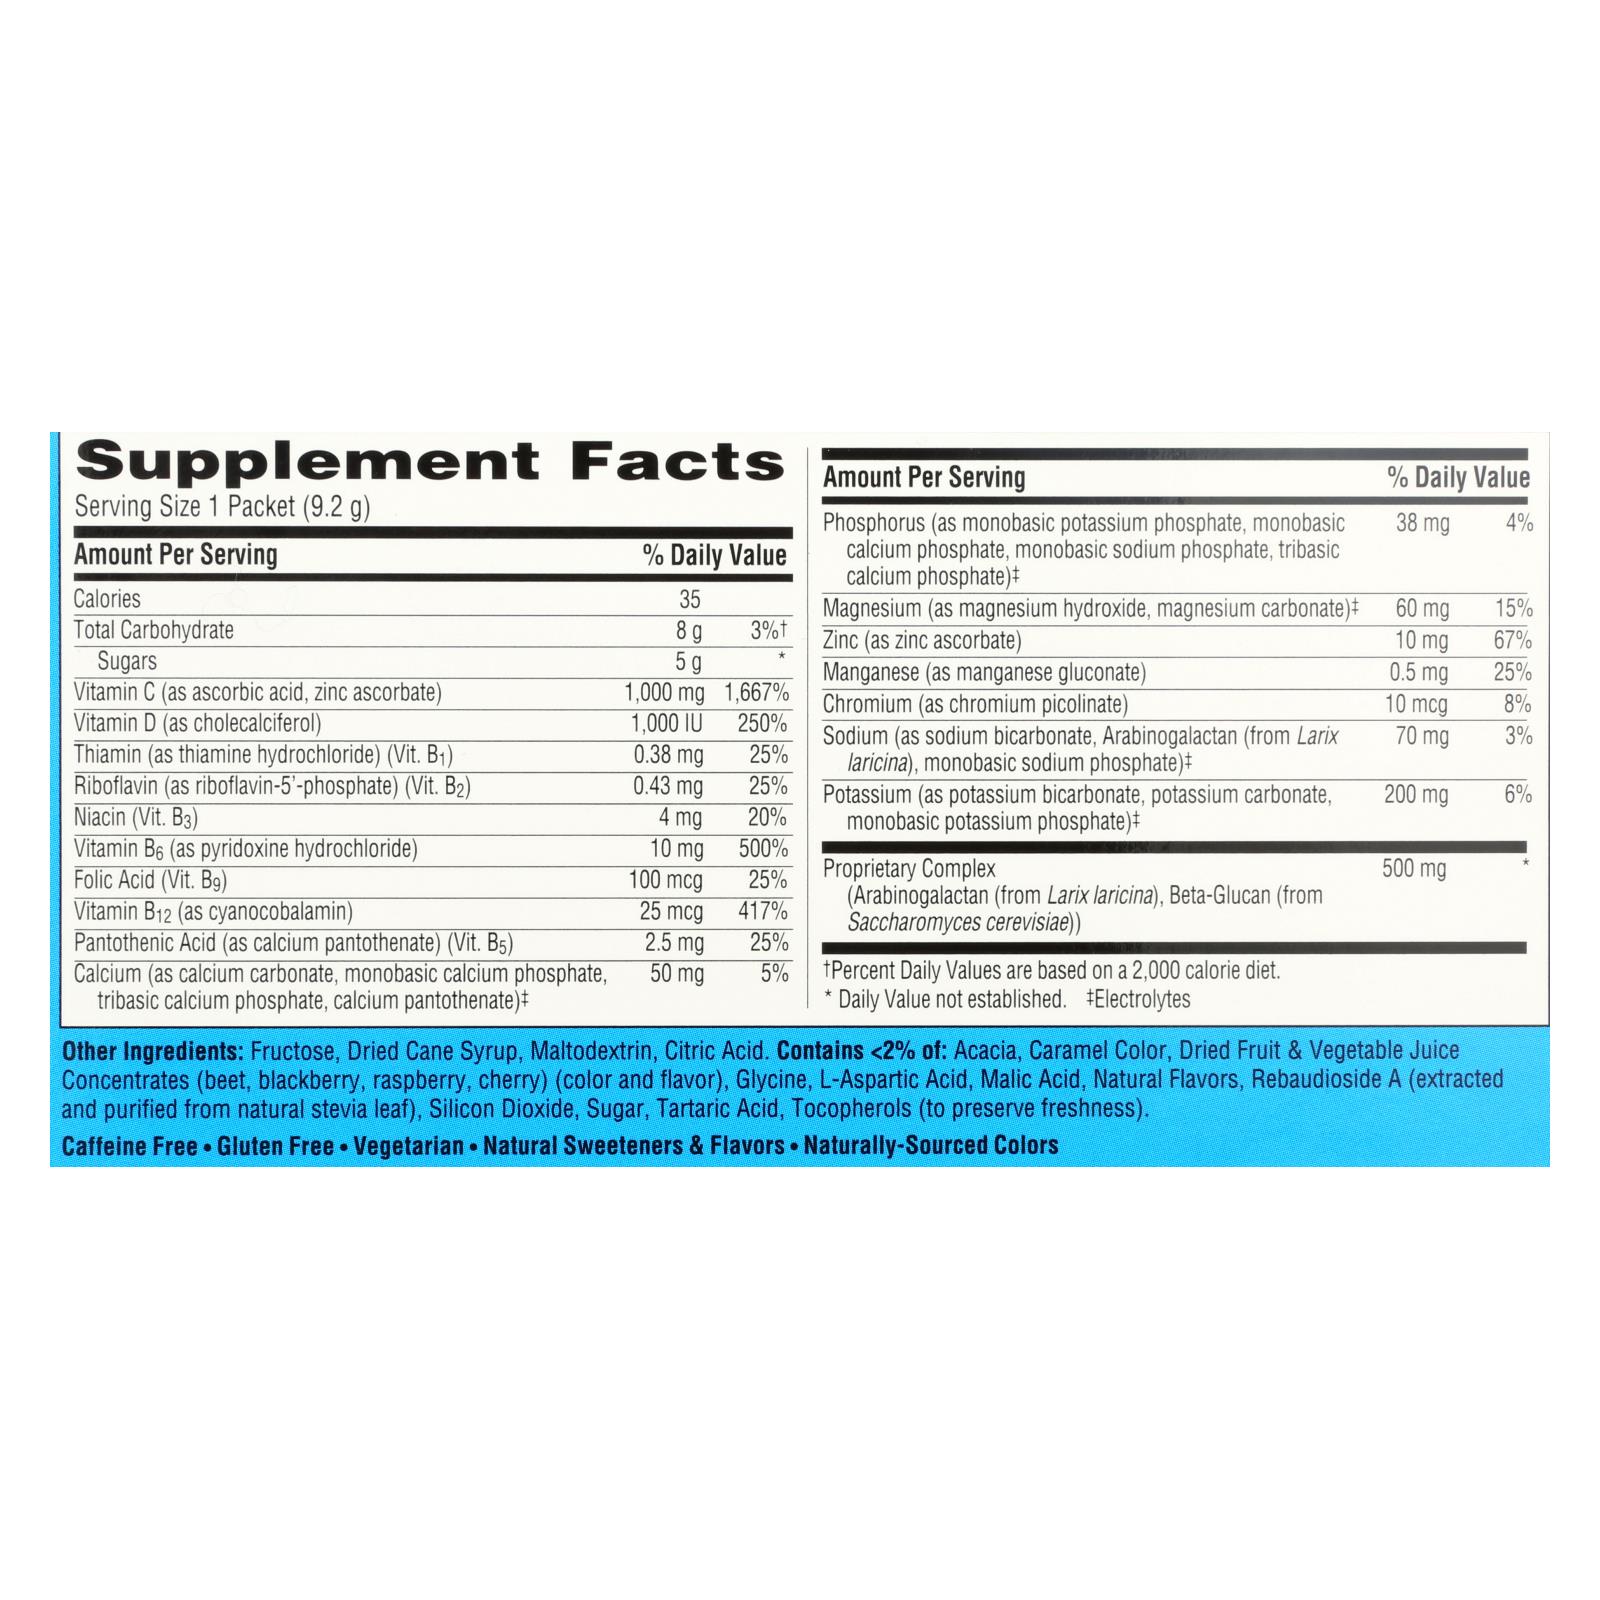 Supplement Facts
Serving Size 1 Packet (9.2 g)
Amount Per Serving % Daily Value
Calories 35
Total Carbohydrate 8 g 3%†
Sugars 5 g *
Vitamin C (as ascorbic acid, zinc ascorbate) 1,000 mg 1,667%
Vitamin D (as cholecalciferol) 1,000 IU 250%
Thiamin (as thiamine hydrochloride) (Vit. B1) 0.38 mg 25%
Riboflavin (as riboflavin-5'-phosphate) (Vit. B2) 0.43 mg 25%
Niacin (Vit. B3) 4 mg 20%
Vitamin B6 (as pyridoxine hydrochloride) 10 mg 500%
Folic Acid (Vit. B9) 100 mcg 25%
Vitamin B12 (as cyanocobalamin) 25 mcg 417%
Pantothenic Acid (as calcium pantothenate) (Vit. B5) 2.5 mg 25%
Calcium (as calcium carbonate, monobasic calcium phosphate, 50 mg 5%
tribasic calcium phosphate, calcium pantothenate)‡
Amount Per Serving % Daily Value
Phosphorus (as monobasic potassium phosphate, monobasic 38 mg 4%
calcium phosphate, monobasic sodium phosphate, tribasic
calcium phosphate)‡
Magnesium (as magnesium hydroxide, magnesium carbonate)‡ 60 mg 15%
Zinc (as zinc ascorbate) 10 mg 67%
Manganese (as manganese gluconate) 0.5 mg 25%
Chromium (as chromium picolinate) 10 mcg 8%
Sodium (as sodium bicarbonate, Arabinogalactan (from Larix 70 mg 3%
laricina), monobasic sodium phosphate)‡
Potassium (as potassium bicarbonate, potassium carbonate, 200 mg 6%
monobasic potassium phosphate)‡
Proprietary Complex 500 mg *
(Arabinogalactan (from Larix laricina), Beta-Glucan (from
Saccharomyces cerevisiae))
†Percent Daily Values are based on a 2,000 calorie diet.
* Daily Value not established. ‡Electrolytes
Other Ingredients: Fructose, Dried Cane Syrup, Maltodextrin, Citric Acid. Contains <2% of: Acacia, Caramel Color, Dried Fruit & Vegetable Juice
Concentrates (beet, blackberry, raspberry, cherry) (color and flavor), Glycine, L-Aspartic Acid, Malic Acid, Natural Flavors, Rebaudioside A (extracted
and purified from natural stevia leaf), Silicon Dioxide, Sugar, Tartaric Acid, Tocopherols (to preserve freshness).
Caffeine Free • Gluten Free • Vegetarian • Natural Sweeteners & Flavors • Naturally-Sourced Colors